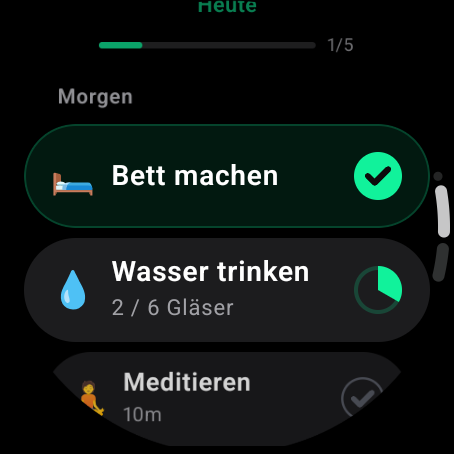 Heute
1/5
Morgen
Bett machen
Wasser trinken
2 / 6 Gläser
Meditieren
10m